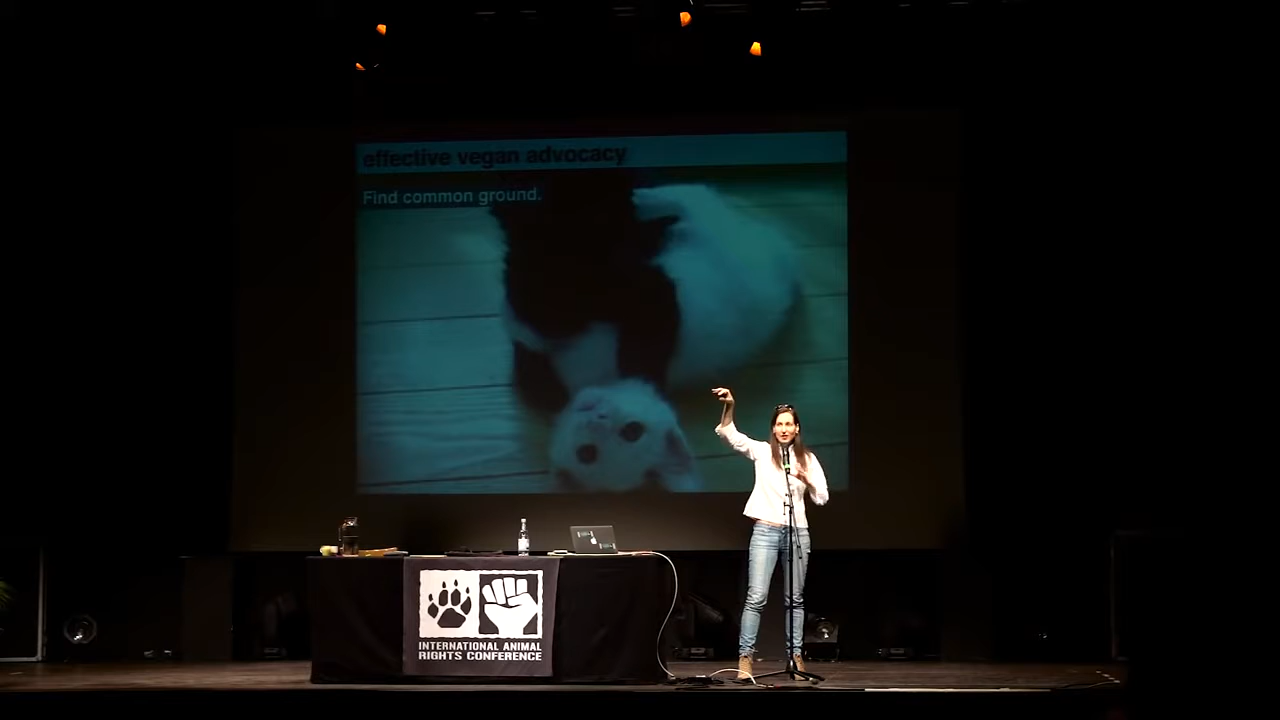 effective vegan advocacy
Find common ground.
INTERNATIONAL ANIMAL
RIGHTS CONFERENCE